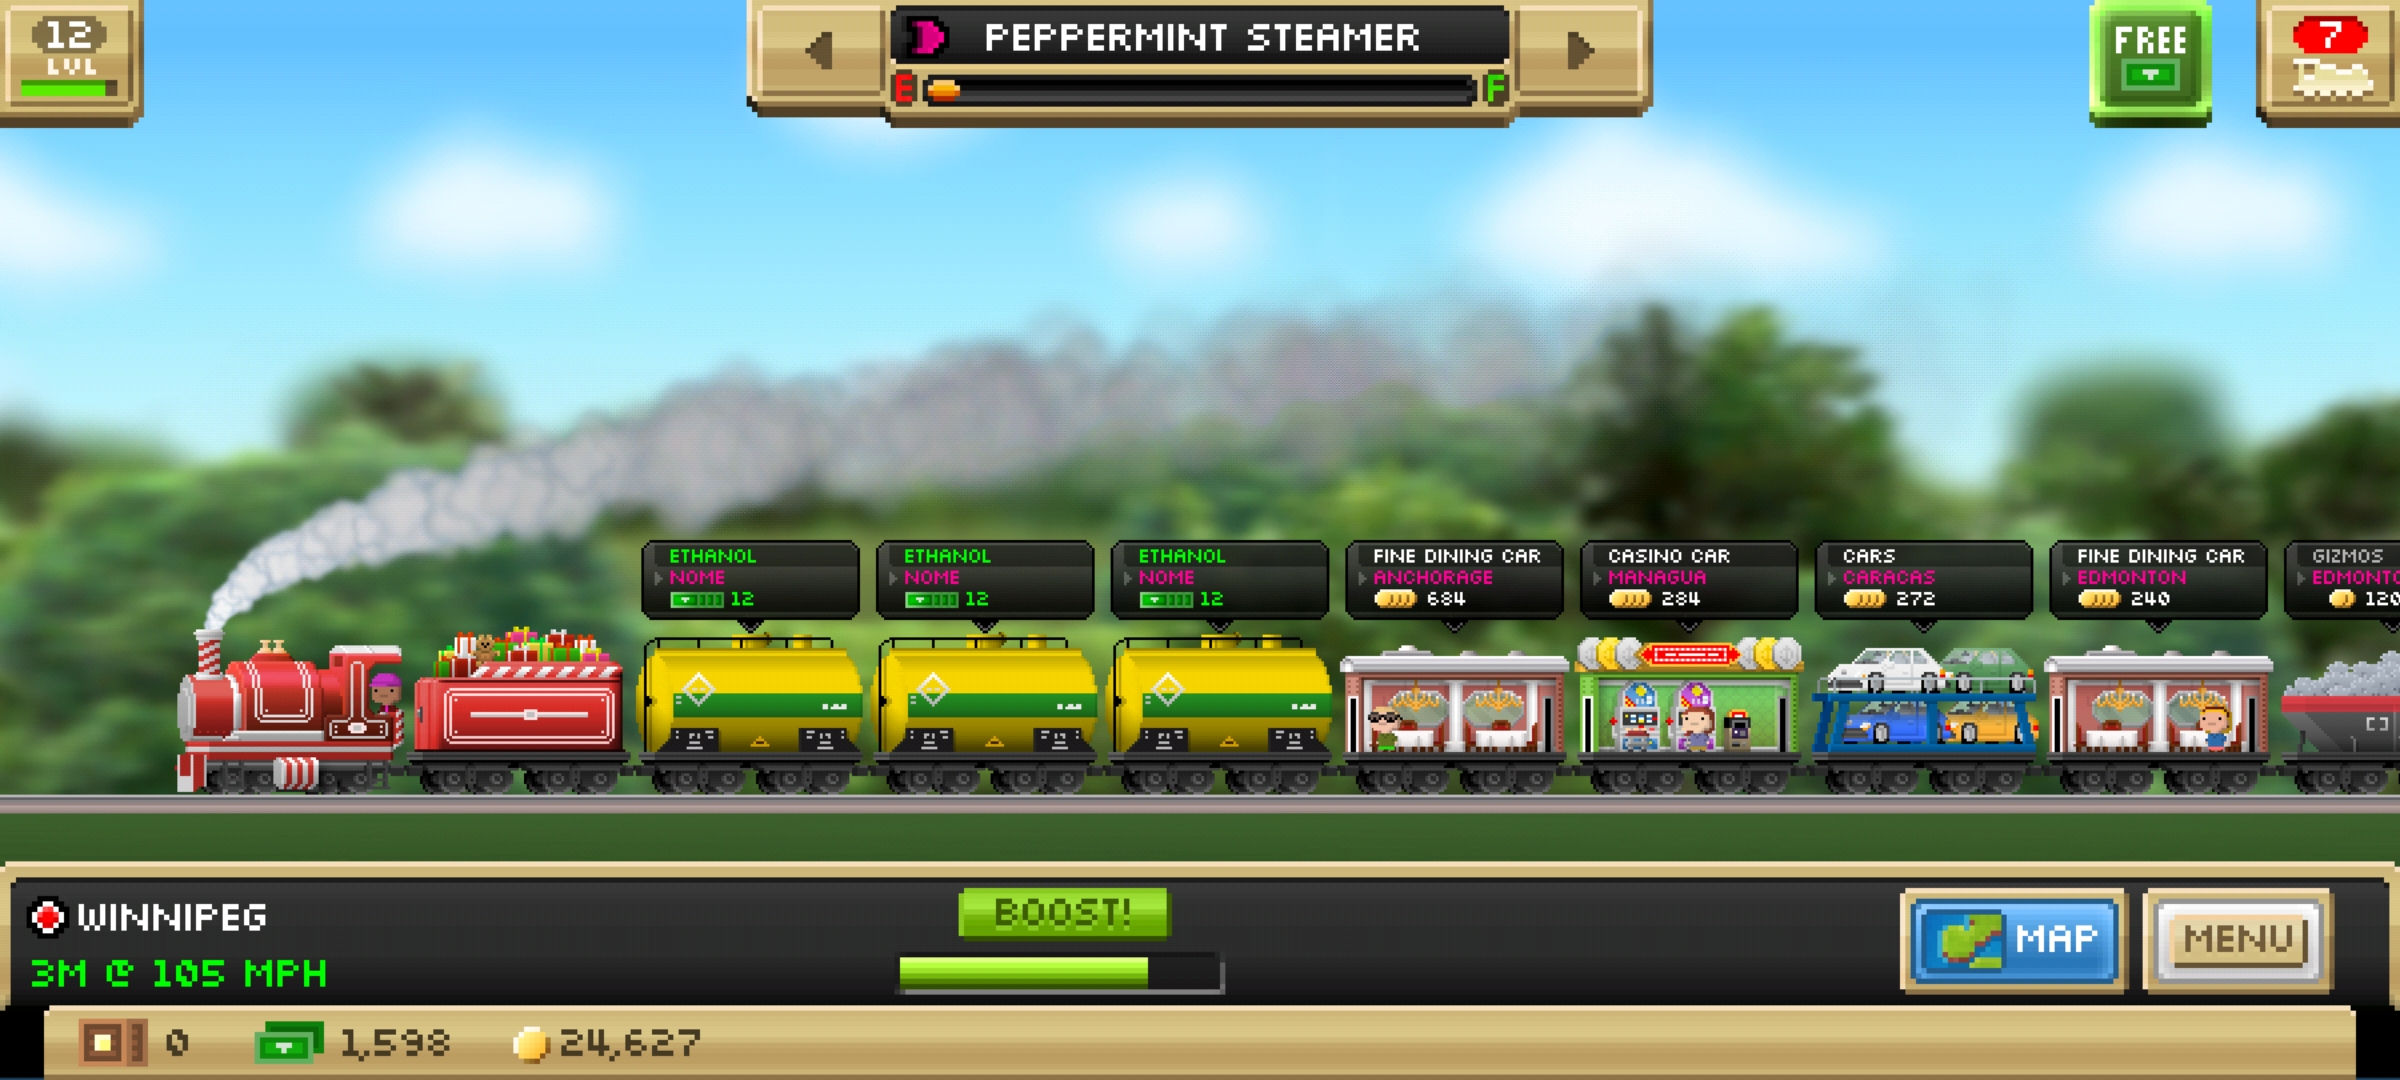 12
LVL
PEPPERMINT STEAMER
E
F
FREE
7
ETHANOL
NOME
12
ETHANOL
NOME
12
ETHANOL
NOME
12
FINE DINING CAR
ANCHORAGE
684
CASINO CAR
MANAGUA
284
CARS
CARACAS
272
FINE DINING CAR
EDMONTON
240
GIZMOS
EDMONTO
120
WINNIPEG
3M @ 105 MPH
BOOST!
MAP
MENU
0
1,598
24,627